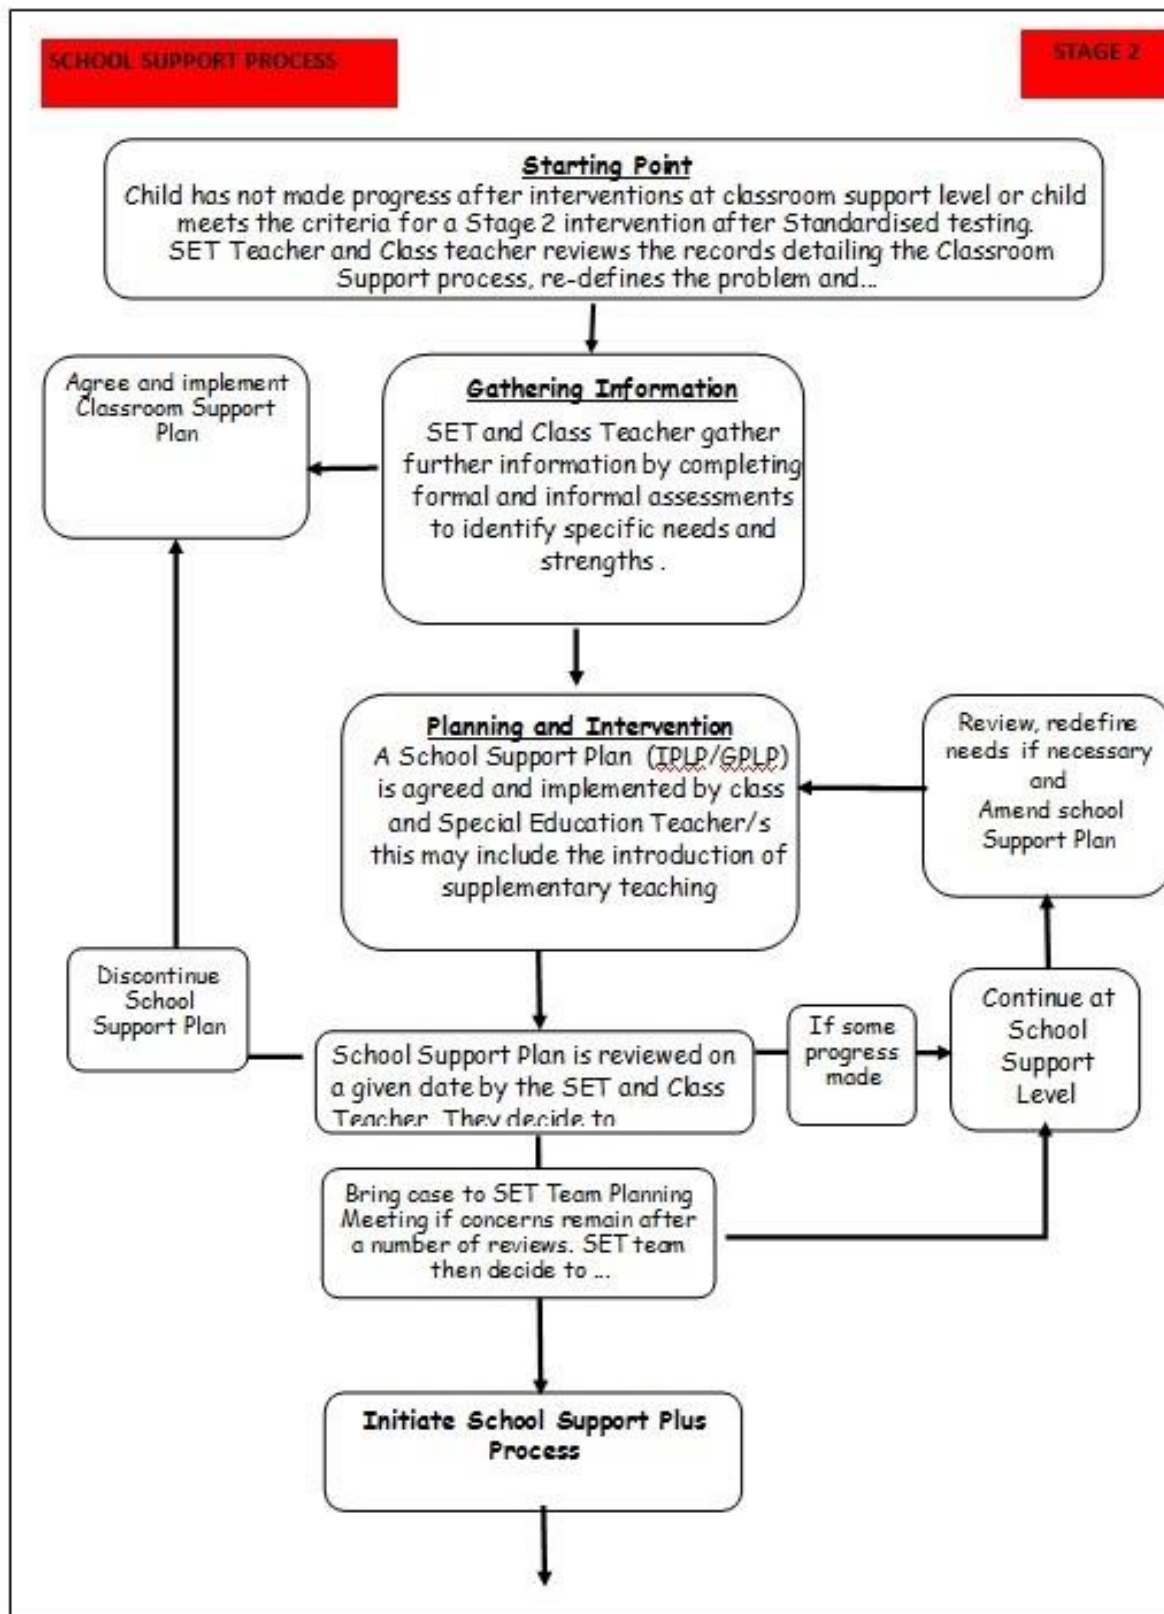 SCHOOL SUPPORT PROCESS
STAGE 2
Starting Point
Child has not made progress after interventions at classroom support level or child
meets the criteria for a Stage 2 intervention after Standardised testing.
SET Teacher and Class teacher reviews the records detailing the Classroom
Support process, re-defines the problem and...
Agree and implement
Classroom Support
Plan
Gathering Information
SET and Class Teacher gather
further information by completing
formal and informal assessments
to identify specific needs and
strengths .
Planning and Intervention
A School Support Plan (IPLP/GPLP)
is agreed and implemented by class
and Special Education Teacher/s
this may include the introduction of
supplementary teaching
Review, redefine
needs if necessary
and
Amend school
Support Plan
Discontinue
School
Support Plan
School Support Plan is reviewed on
a given date by the SET and Class
Teacher. They decide to
If some
progress
made
Continue at
School
Support
Level
Bring case to SET Team Planning
Meeting if concerns remain after
a number of reviews. SET team
then decide to ...
Initiate School Support Plus
Process